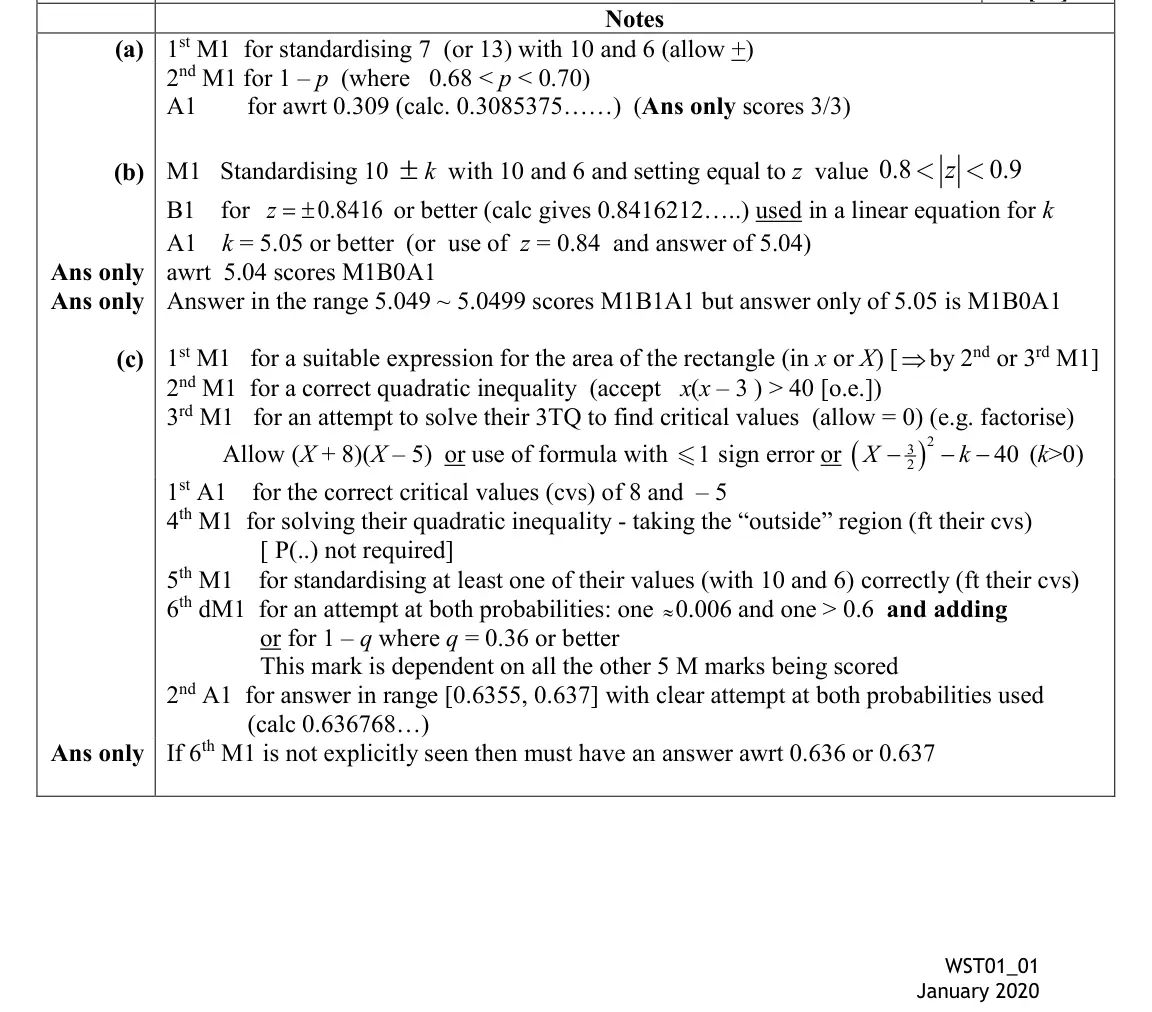 Notes
(a) 1st M1 for standardising 7 (or 13) with 10 and 6 (allow ±)
2nd M1 for 1 – p (where 0.68 < p < 0.70)
A1 for awrt 0.309 (calc. 0.3085375……) (Ans only scores 3/3)
(b) M1 Standardising 10 ± k with 10 and 6 and setting equal to z value 0.8 < |z| < 0.9
B1 for z = ±0.8416 or better (calc gives 0.8416212…..) used in a linear equation for k
A1 k = 5.05 or better (or use of z = 0.84 and answer of 5.04)
Ans only awrt 5.04 scores M1B0A1
Ans only Answer in the range 5.049 ~ 5.0499 scores M1B1A1 but answer only of 5.05 is M1B0A1
(c) 1st M1 for a suitable expression for the area of the rectangle (in x or X) [ ⇒ by 2nd or 3rd M1]
2nd M1 for a correct quadratic inequality (accept x(x – 3 ) > 40 [o.e.])
3rd M1 for an attempt to solve their 3TQ to find critical values (allow = 0) (e.g. factorise)
Allow (X + 8)(X – 5) or use of formula with ⩽1 sign error or (X – 3/2)² – k – 40 (k>0)
1st A1 for the correct critical values (cvs) of 8 and – 5
4th M1 for solving their quadratic inequality - taking the “outside” region (ft their cvs)
[ P(..) not required]
5th M1 for standardising at least one of their values (with 10 and 6) correctly (ft their cvs)
6th dM1 for an attempt at both probabilities: one ≈0.006 and one > 0.6 and adding
or for 1 – q where q = 0.36 or better
This mark is dependent on all the other 5 M marks being scored
2nd A1 for answer in range [0.6355, 0.637] with clear attempt at both probabilities used
(calc 0.636768…)
Ans only If 6th M1 is not explicitly seen then must have an answer awrt 0.636 or 0.637
WST01_01
January 2020